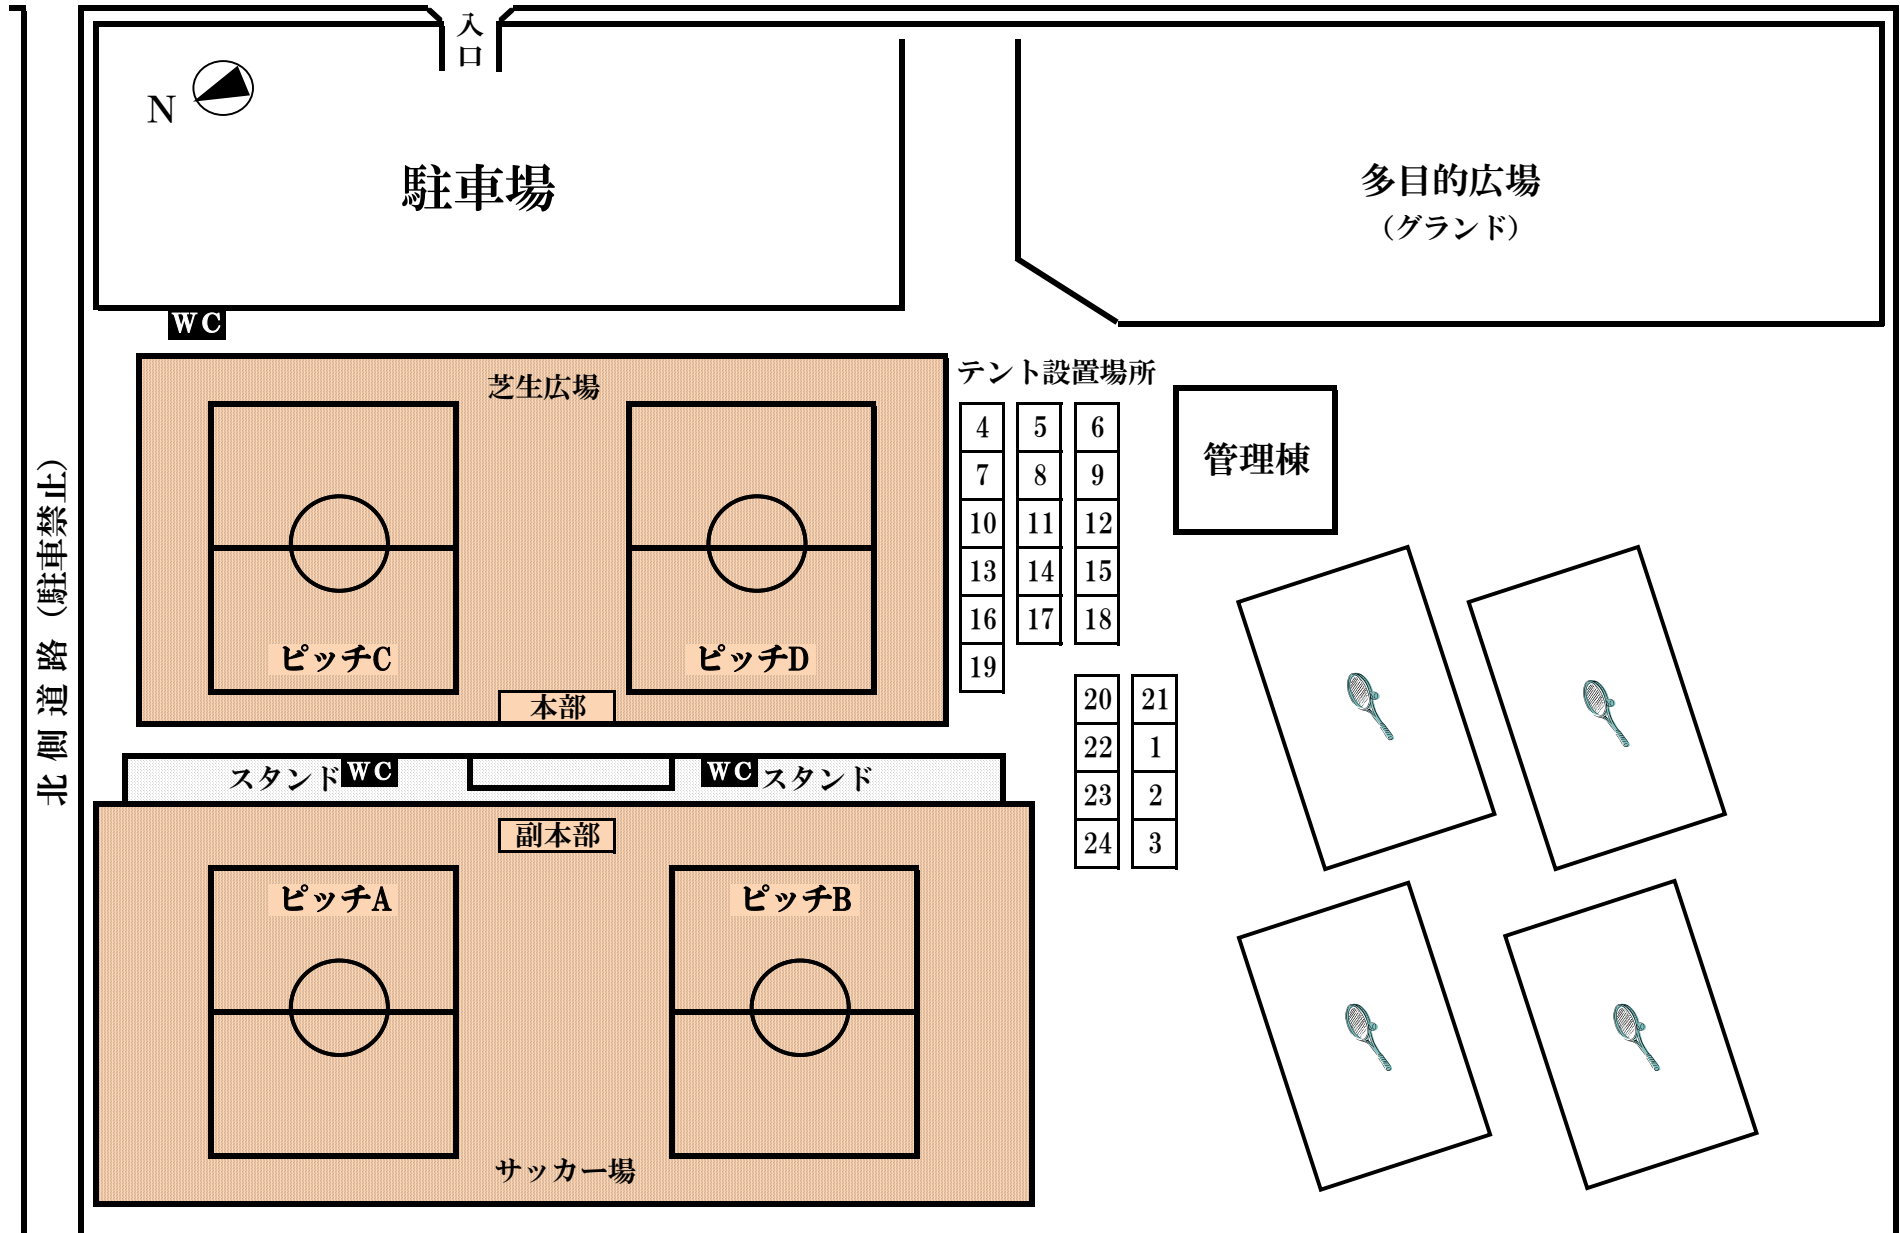 入口
N
駐車場
多目的広場
（グランド）
WC
芝生広場
テント設置場所
4 5 6
7 8 9
10 11 12
13 14 15
16 17 18
19
管理棟
ピッチC
ピッチD
本部
20 21
22 1
23 2
24 3
北側道路（駐車禁止）
スタンド WC
WC スタンド
副本部
ピッチA
ピッチB
サッカー場